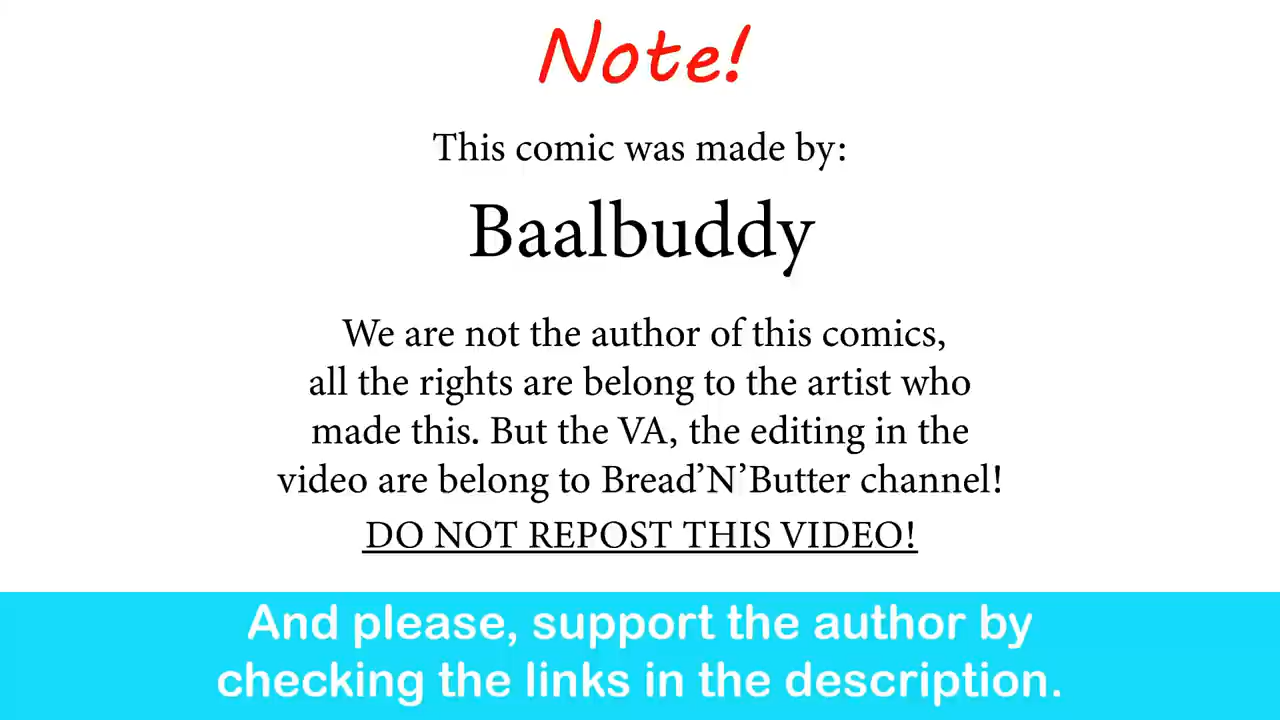 Note!
This comic was made by:
Baalbuddy
We are not the author of this comics,
all the rights are belong to the artist who
made this. But the VA, the editing in the
video are belong to Bread’N’Butter channel!
DO NOT REPOST THIS VIDEO!
And please, support the author by
checking the links in the description.